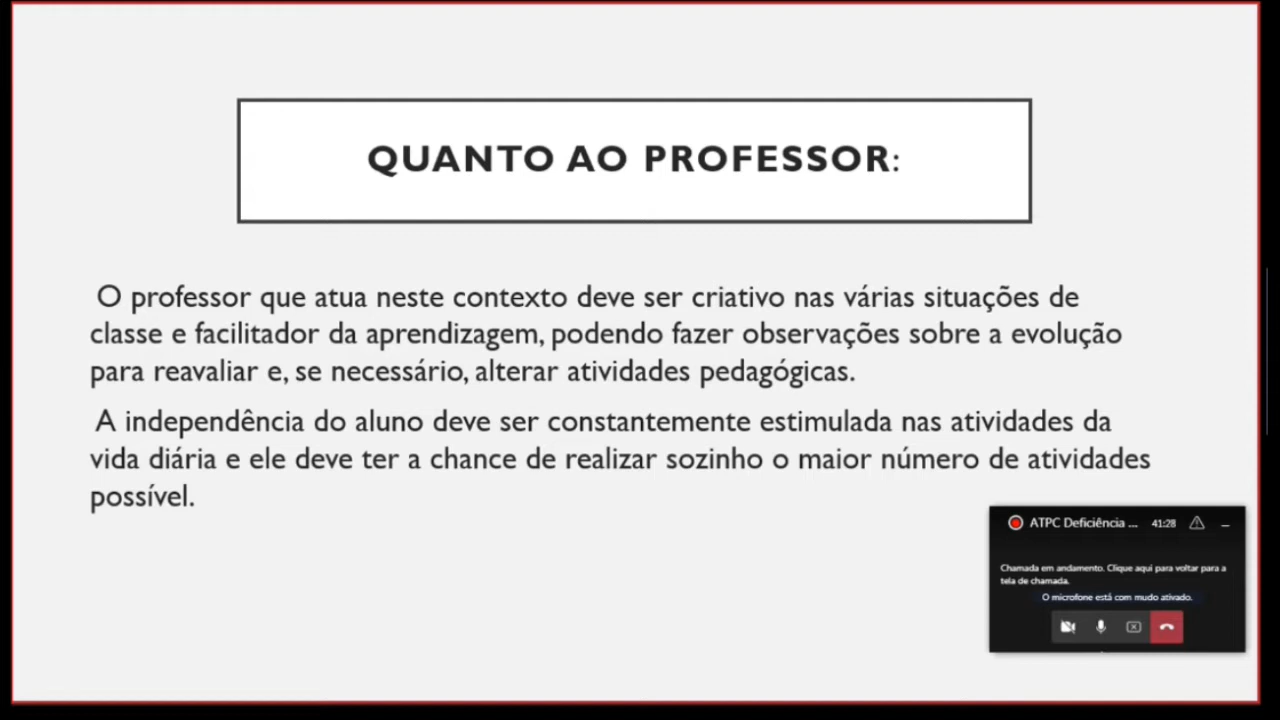 QUANTO AO PROFESSOR:
O professor que atua neste contexto deve ser criativo nas várias situações de
classe e facilitador da aprendizagem, podendo fazer observações sobre a evolução
para reavaliar e, se necessário, alterar atividades pedagógicas.
A independência do aluno deve ser constantemente estimulada nas atividades da
vida diária e ele deve ter a chance de realizar sozinho o maior número de atividades
possível.
ATPC Deficiência ... 41:28
Chamada em andamento. Clique aqui para voltar para a
tela de chamada.
O microfone está com mudo ativado.